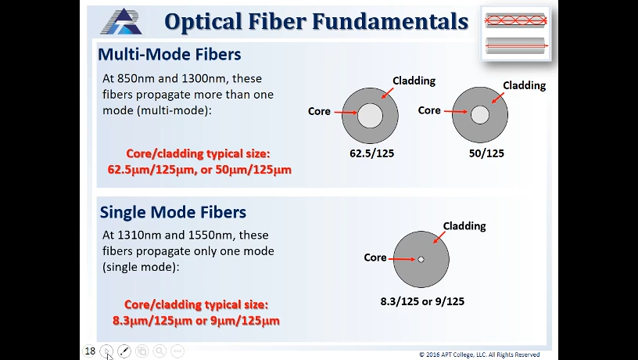 Optical Fiber Fundamentals
Multi-Mode Fibers
At 850nm and 1300nm, these
fibers propagate more than one
mode (multi-mode):
Core/cladding typical size:
62.5μm/125μm, or 50μm/125μm
Cladding
Core
62.5/125
Cladding
Core
50/125
Single Mode Fibers
At 1310nm and 1550nm, these
fibers propagate only one mode
(single mode):
Core/cladding typical size:
8.3μm/125μm or 9μm/125μm
Cladding
Core
8.3/125 or 9/125
18
© 2016 APT College, LLC. All Rights Reserved